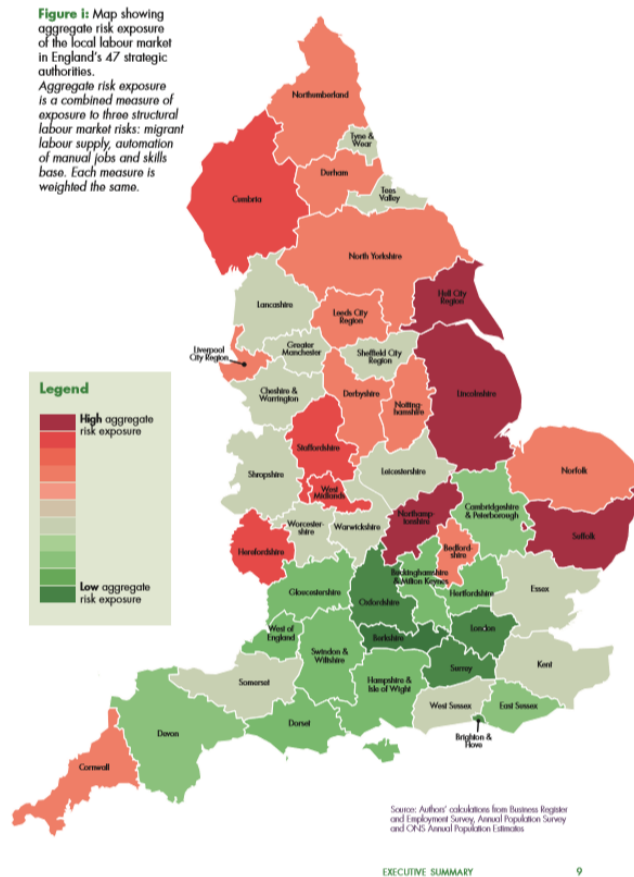 Figure i: Map showing
aggregate risk exposure
of the local labour market
in England's 47 strategic
authorities.
Aggregate risk exposure
is a combined measure of
exposure to three structural
labour market risks: migrant
labour supply, automation
of manual jobs and skills
base. Each measure is
weighted the same.
Northumberland
Tyne &
Wear
Durham
Tees
Valley
Cumbria
North Yorkshire
Hull City
Region
Lancashire
Leeds City
Region
Liverpool
City Region
Greater
Manchester
Sheffield City
Region
Cheshire &
Warrington
Derbyshire
Notting-
hamshire
Lincolnshire
Legend
High aggregate
risk exposure
Low aggregate
risk exposure
Staffordshire
Shropshire
West
Midlands
Leicestershire
Norfolk
Worcester-
shire
Warwickshire
Northamp-
tonshire
Cambridgeshire
& Peterborough
Suffolk
Herefordshire
Bedford-
shire
Buckinghamshire
& Milton Keynes
Gloucestershire
Oxfordshire
Hertfordshire
Essex
West of
England
Swindon &
Wiltshire
Berkshire
London
Surrey
Kent
Somerset
Hampshire &
Isle of Wight
West Sussex
East Sussex
Devon
Dorset
Brighton &
Hove
Cornwall
Source: Authors' calculations from Business Register
and Employment Survey, Annual Population Survey
and ONS Annual Population Estimates
EXECUTIVE SUMMARY 9